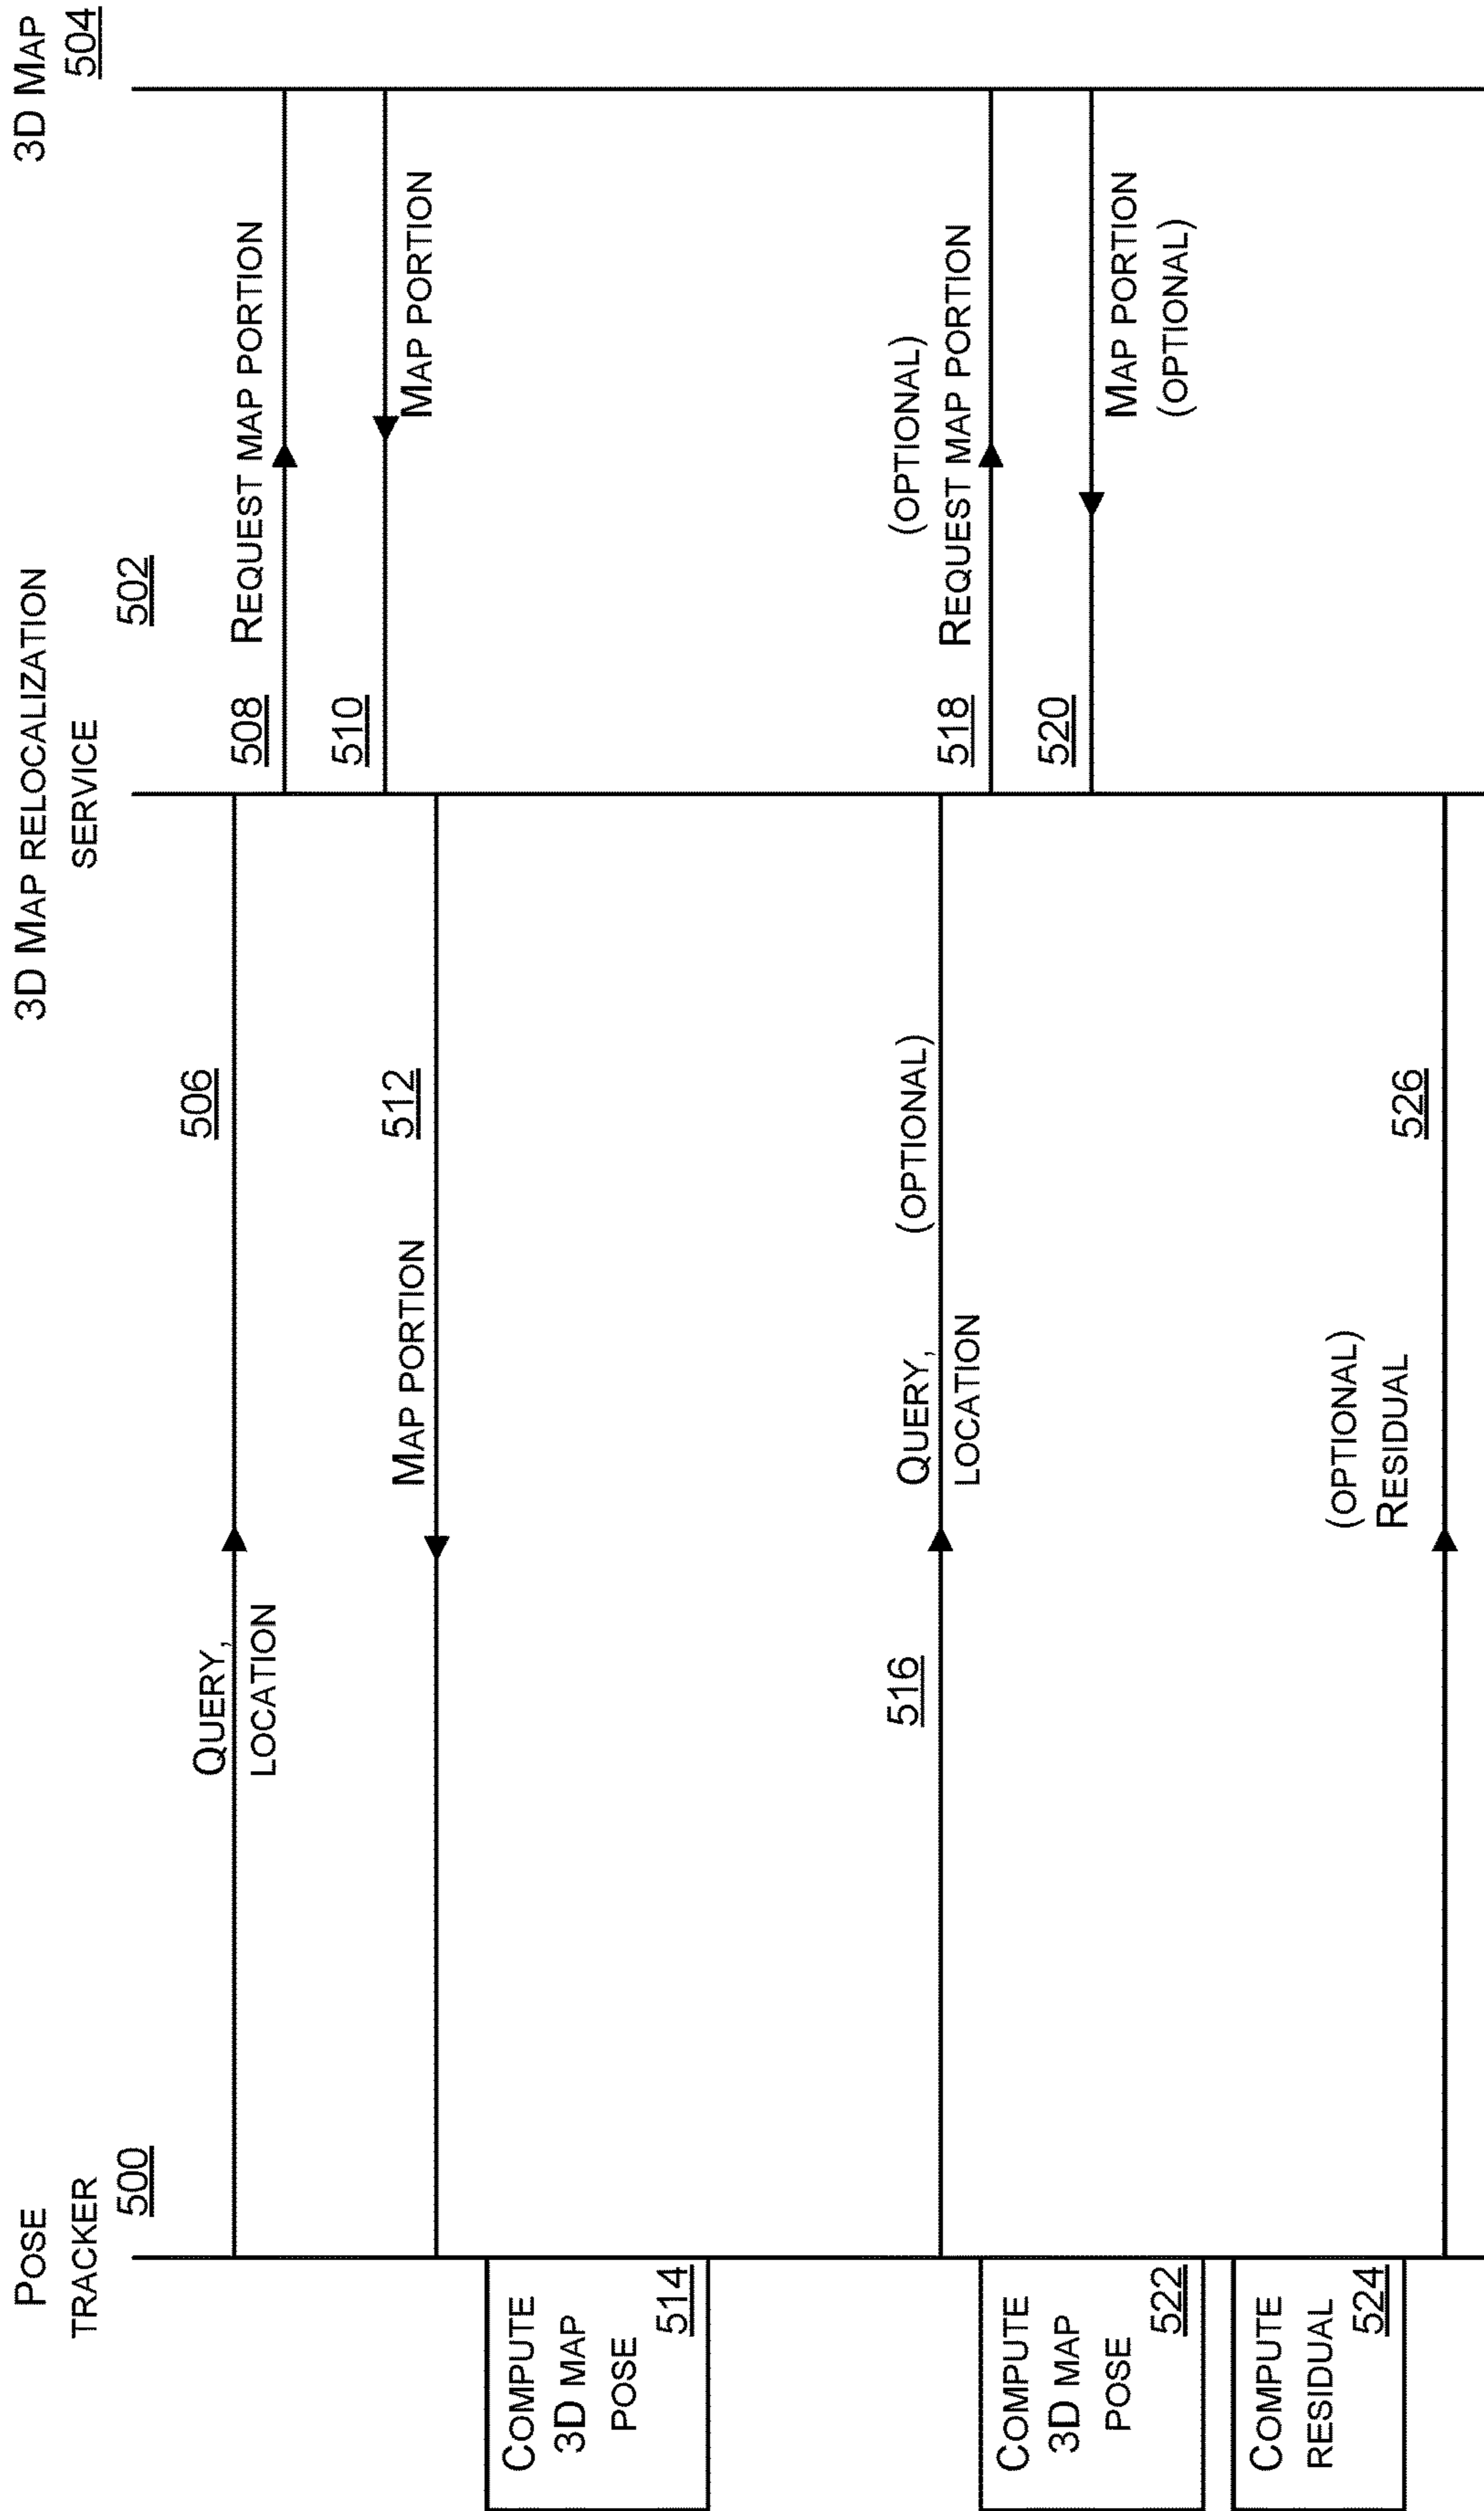 POSE
TRACKER
500
3D MAP RELOCALIZATION
SERVICE
502
3D MAP
504
506
QUERY,
LOCATION
508
REQUEST MAP PORTION
510
MAP PORTION
512
MAP PORTION
COMPUTE
3D MAP
POSE
514
516
QUERY,
LOCATION
(OPTIONAL)
(OPTIONAL)
518
REQUEST MAP PORTION
520
MAP PORTION
(OPTIONAL)
COMPUTE
3D MAP
POSE
522
COMPUTE
RESIDUAL
524
(OPTIONAL)
RESIDUAL
526